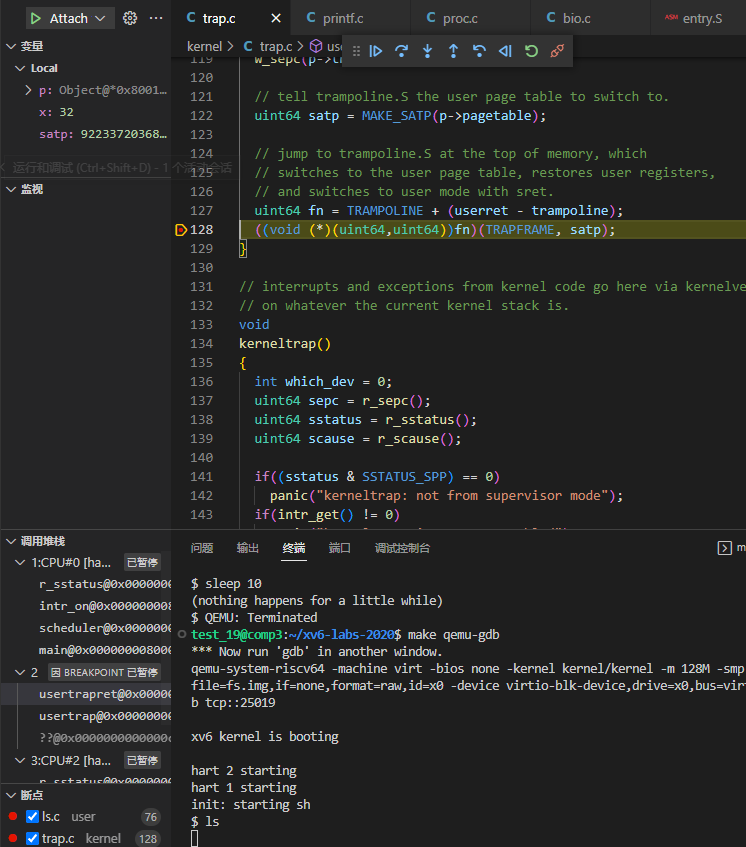 Attach
trap.c
printf.c
proc.c
bio.c
ASM entry.S
kernel > trap.c >
变量
Local
p: Object@*0x8001...
x: 32
satp: 92233720368...
运行和调试 (Ctrl+Shift+D) - 1 个活动会话
监视
119
120
121 // tell trampoline.S the user page table to switch to.
122 uint64 satp = MAKE_SATP(p->pagetable);
123
124 // jump to trampoline.S at the top of memory, which
125 // switches to the user page table, restores user registers,
126 // and switches to user mode with sret.
127 uint64 fn = TRAMPOLINE + (userret - trampoline);
128 ((void (*)(uint64,uint64))fn)(TRAPFRAME, satp);
129 }
130
131 // interrupts and exceptions from kernel code go here via kernelve
132 // on whatever the current kernel stack is.
133 void
134 kerneltrap()
135 {
136 int which_dev = 0;
137 uint64 sepc = r_sepc();
138 uint64 sstatus = r_sstatus();
139 uint64 scause = r_scause();
140
141 if((sstatus & SSTATUS_SPP) == 0)
142 panic("kerneltrap: not from supervisor mode");
143 if(intr_get() != 0)
调用堆栈
1:CPU#0 [ha... 已暂停
r_sstatus@0x0000000
intr_on@0x000000008
scheduler@0x0000000
main@0x000000008000
2 因 BREAKPOINT 已暂停
usertrapret@0x00000
usertrap@0x00000000
??@0x0000000000000
3:CPU#2 [ha... 已暂停
r_sstatus@0x0000000
断点
ls.c user 76
trap.c kernel 128
问题 输出 终端 端口 调试控制台
$ sleep 10
(nothing happens for a little while)
$ QEMU: Terminated
test_19@comp3:~/xv6-labs-2020$ make qemu-gdb
*** Now run 'gdb' in another window.
qemu-system-riscv64 -machine virt -bios none -kernel kernel/kernel -m 128M -smp
file=fs.img,if=none,format=raw,id=x0 -device virtio-blk-device,drive=x0,bus=virt
b tcp::25019
xv6 kernel is booting
hart 2 starting
hart 1 starting
init: starting sh
$ ls